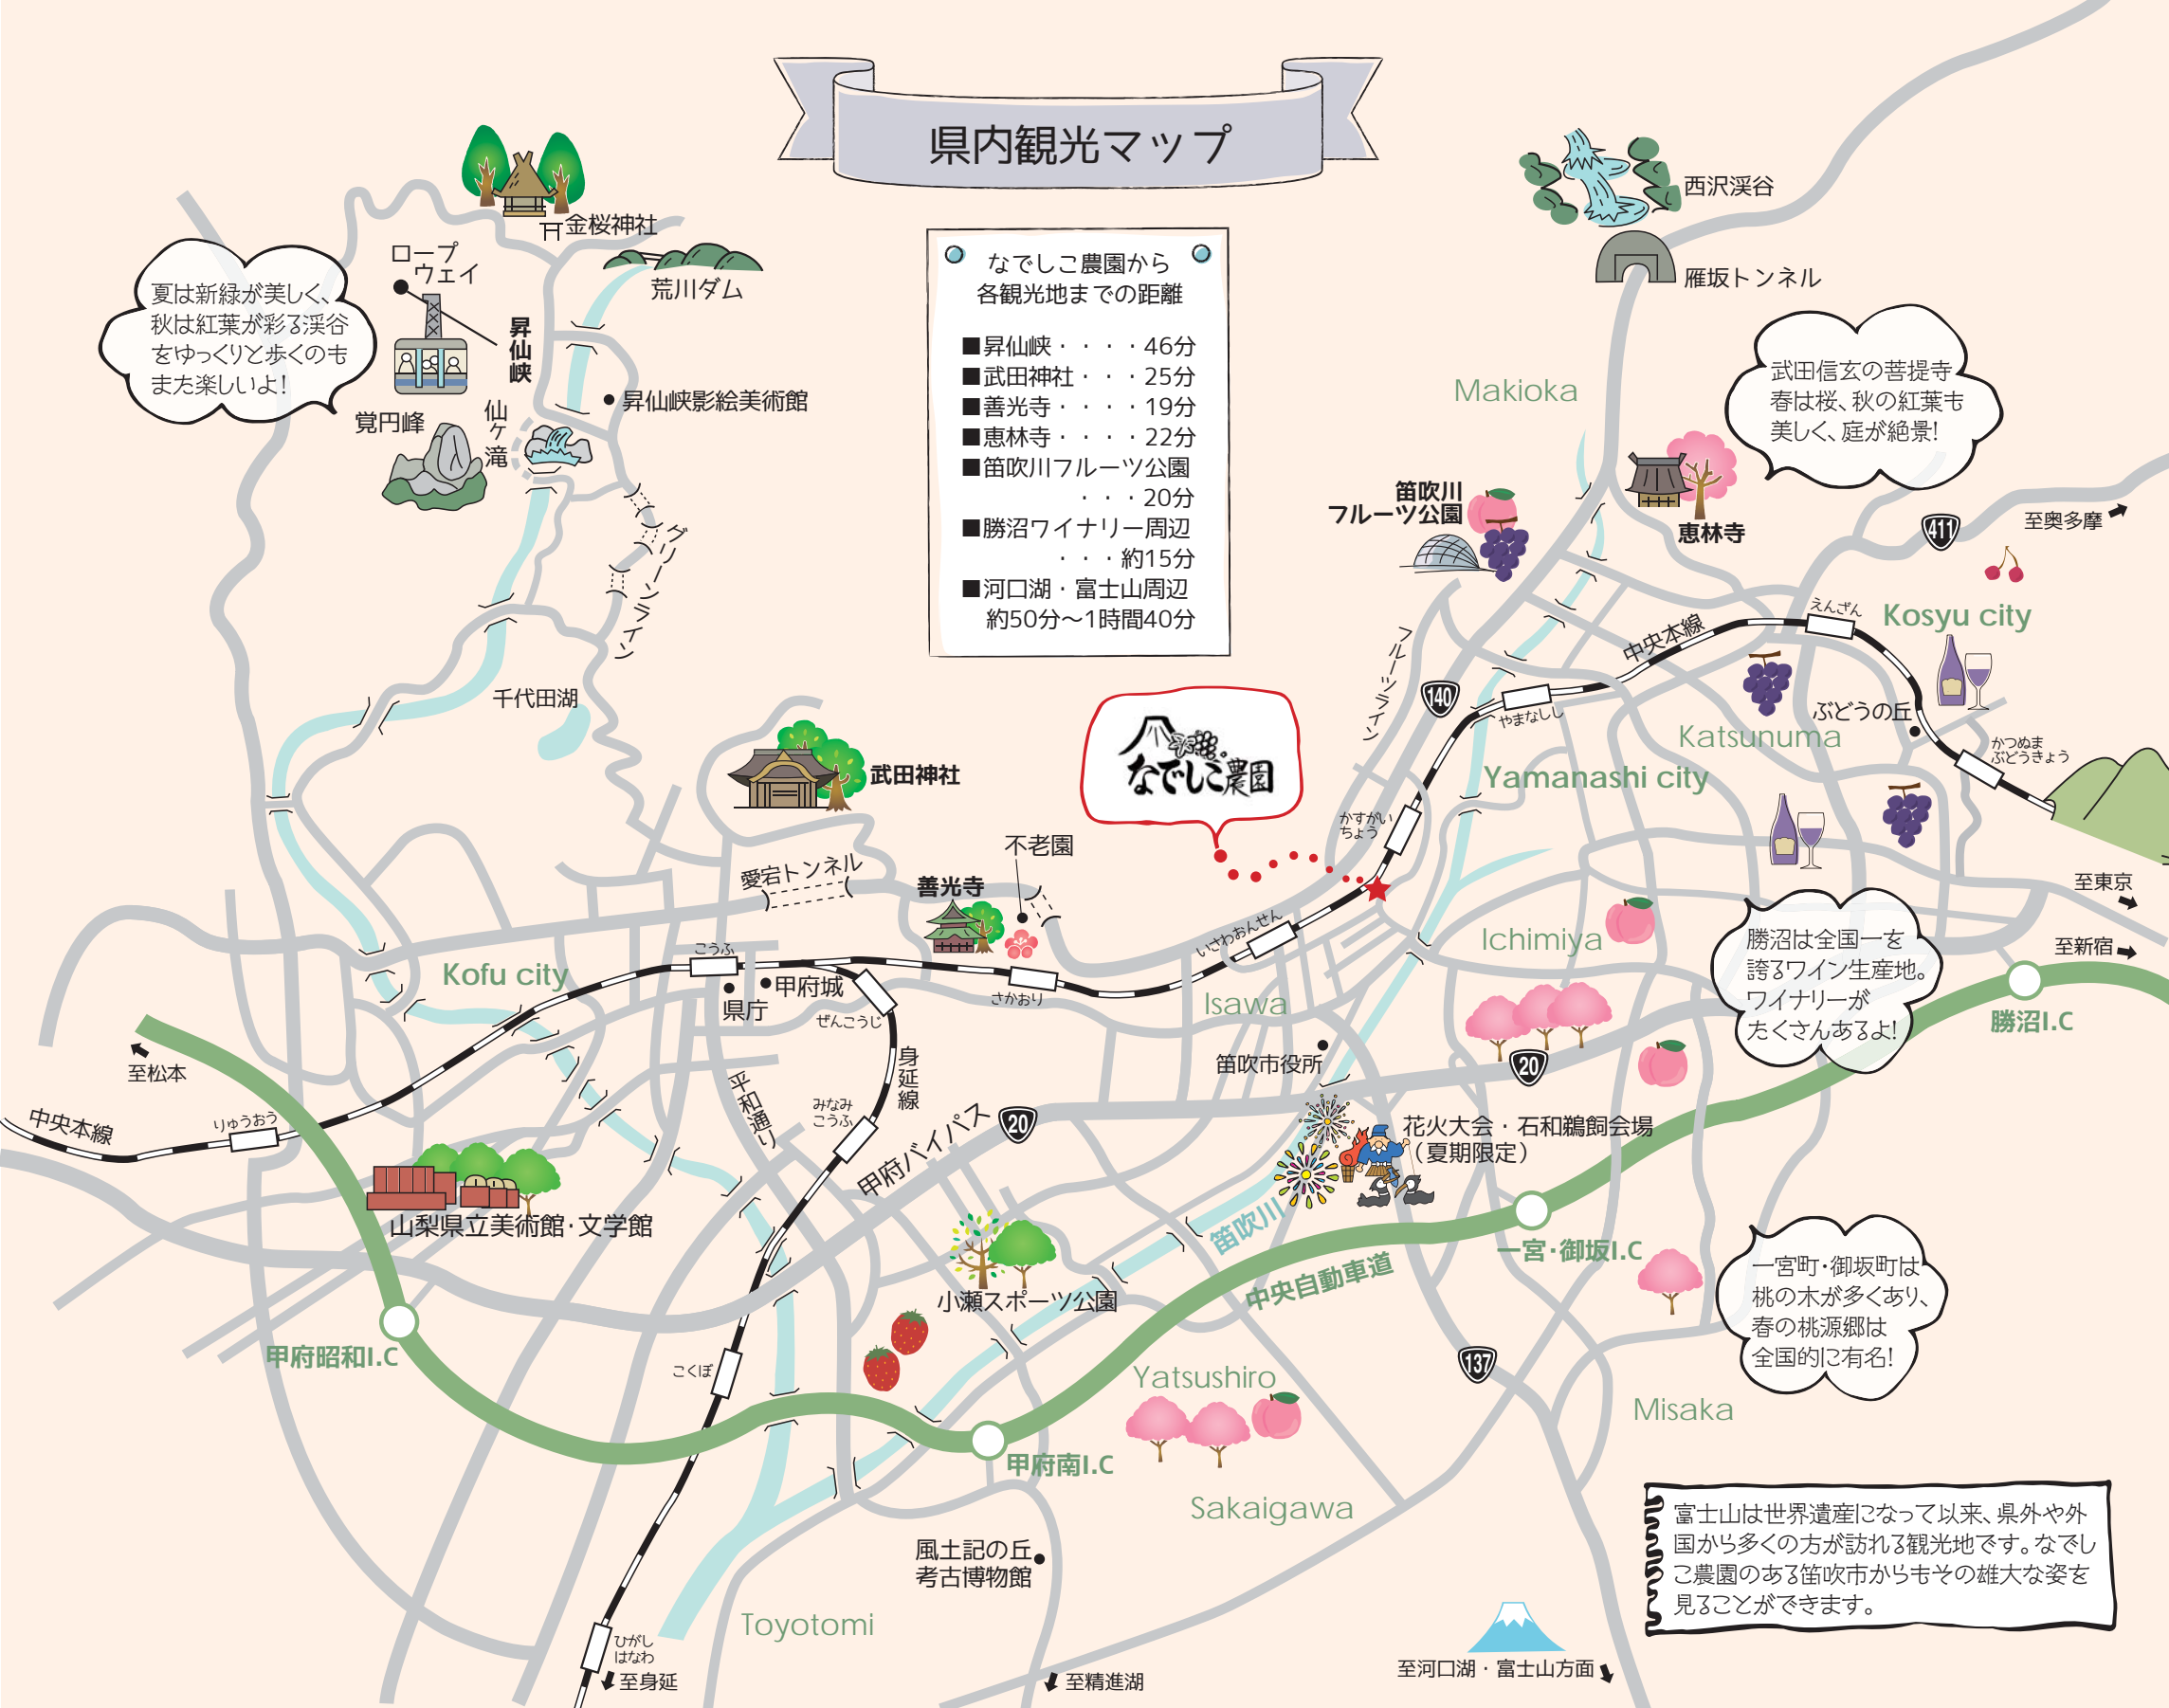 県内観光マップ
なでしこ農園から
各観光地までの距離
■昇仙峡・・・・46分
■武田神社・・・25分
■善光寺・・・・19分
■恵林寺・・・・22分
■笛吹川フルーツ公園
・・・20分
■勝沼ワイナリー周辺
・・・約15分
■河口湖・富士山周辺
約50分〜1時間40分
金桜神社
ロープ
ウェイ
荒川ダム
夏は新緑が美しく、
秋は紅葉が彩る渓谷
をゆっくりと歩くのも
また楽しいよ！
昇仙峡
昇仙峡影絵美術館
覚円峰
仙ヶ滝
グリーンライン
千代田湖
西沢渓谷
雁坂トンネル
Makioka
武田信玄の菩提寺
春は桜、秋の紅葉も
美しく、庭が絶景！
笛吹川
フルーツ公園
恵林寺
411
至奥多摩
Kosyu city
えんざん
中央本線
フルーツライン
140
やまなしし
ぶどうの丘
Katsunuma
かつぬま
ぶどうきょう
Yamanashi city
なでしこ農園
かすがい
ちょう
武田神社
不老園
愛宕トンネル
善光寺
至東京
至新宿
いさわおんせん
Ichimiya
勝沼は全国一を
誇るワイン生産地。
ワイナリーが
たくさんあるよ！
こうふ
Kofu city
県庁
甲府城
ぜんこうじ
さかおり
Isawa
勝沼I.C
至松本
笛吹市役所
20
身延線
平和通り
みなみ
こうふ
甲府バイパス
20
中央本線
りゅうおう
花火大会・石和鵜飼会場
（夏期限定）
山梨県立美術館・文学館
笛吹川
一宮・御坂I.C
中央自動車道
小瀬スポーツ公園
一宮町・御坂町は
桃の木が多くあり、
春の桃源郷は
全国的に有名！
甲府昭和I.C
こくぼ
137
Yatsushiro
Misaka
甲府南I.C
Sakaigawa
富士山は世界遺産になって以来、県外や外
国から多くの方が訪れる観光地です。なでし
こ農園のある笛吹市からもその雄大な姿を
見ることができます。
風土記の丘
考古博物館
Toyotomi
ひがし
はなわ
至身延
至精進湖
至河口湖・富士山方面